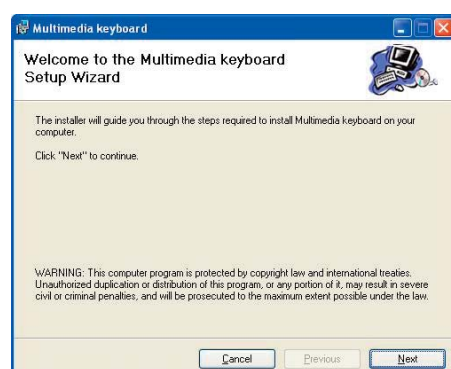 Multimedia keyboard
Welcome to the Multimedia keyboard
Setup Wizard
The installer will guide you through the steps required to install Multimedia keyboard on your
computer.
Click "Next" to continue.
WARNING: This computer program is protected by copyright law and international treaties.
Unauthorized duplication or distribution of this program, or any portion of it, may result in severe
civil or criminal penalties, and will be prosecuted to the maximum extent possible under the law.
Cancel Previous Next